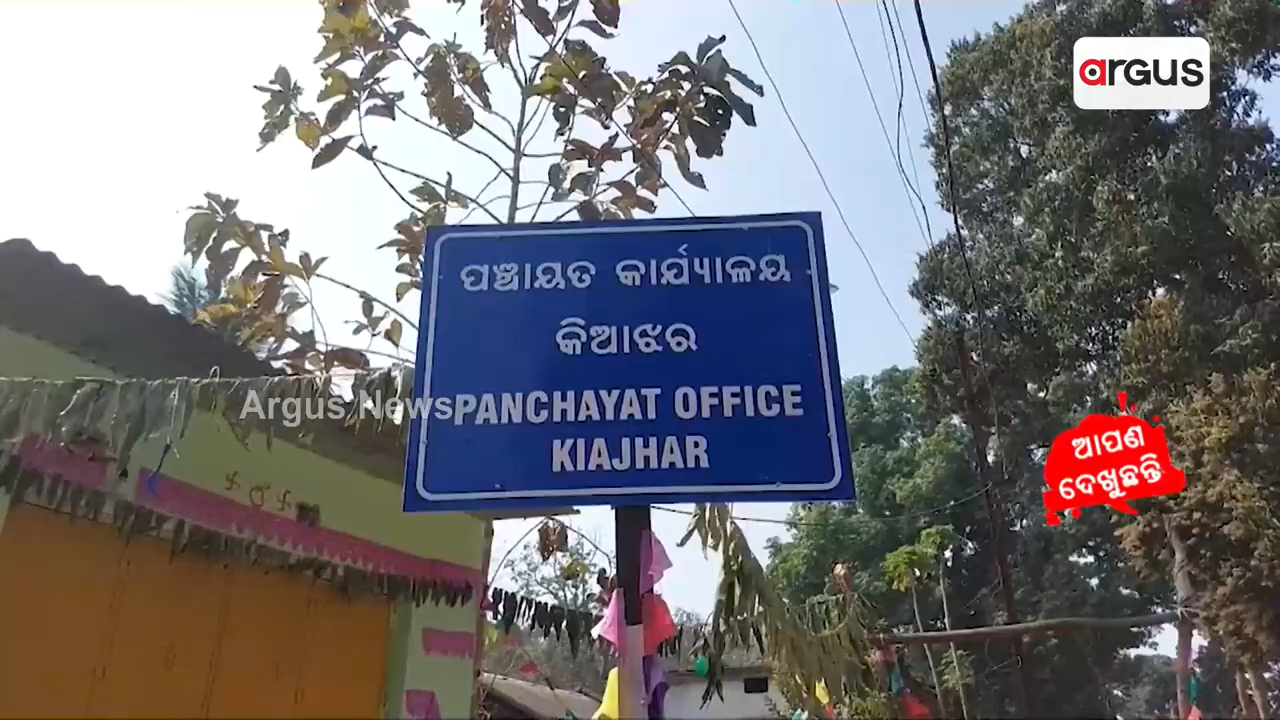 argus
ପଞ୍ଚାୟତ କାର୍ଯ୍ୟାଳୟ
କିଆଝର
PANCHAYAT OFFICE
KIAJHAR
Argus News
ଆପଣ
ଦେଖୁଛନ୍ତି